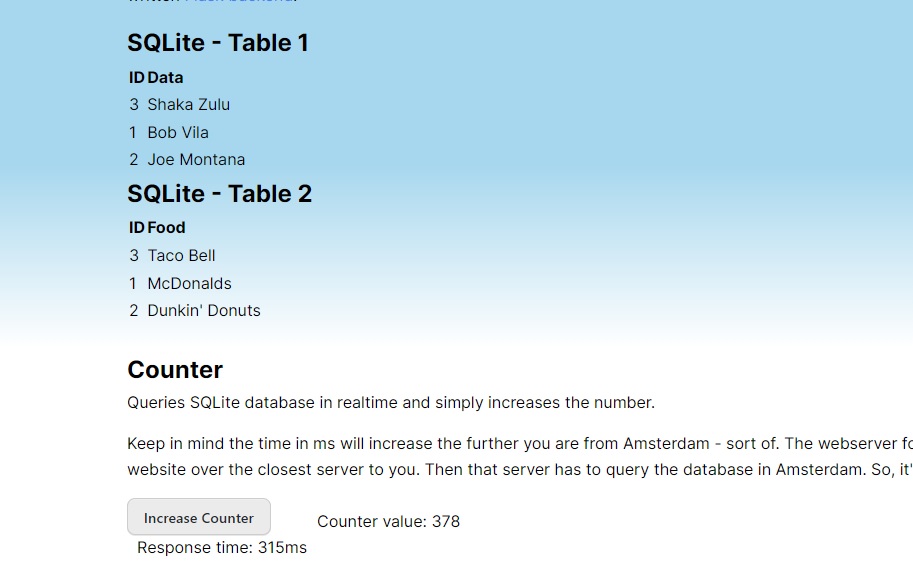 SQLite - Table 1
ID Data
3 Shaka Zulu
1 Bob Vila
2 Joe Montana
SQLite - Table 2
ID Food
3 Taco Bell
1 McDonalds
2 Dunkin' Donuts
Counter
Queries SQLite database in realtime and simply increases the number.
Keep in mind the time in ms will increase the further you are from Amsterdam - sort of. The webserver
website over the closest server to you. Then that server has to query the database in Amsterdam. So, it'
Increase Counter Counter value: 378
Response time: 315ms